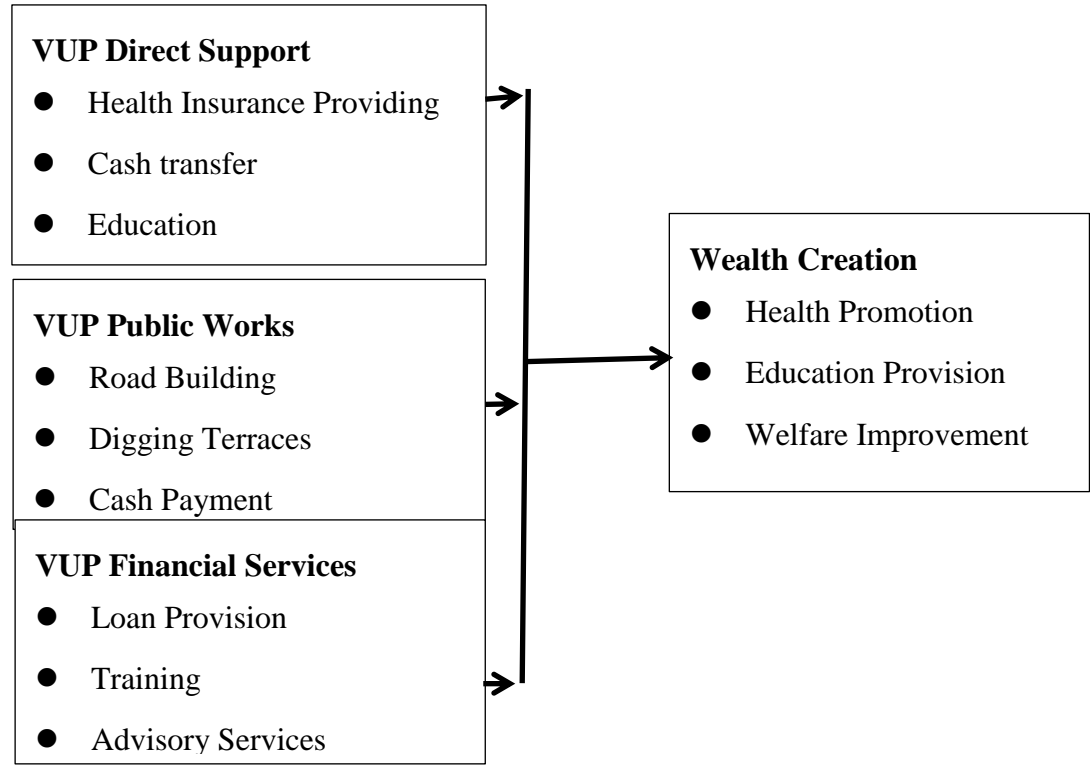 VUP Direct Support
● Health Insurance Providing
● Cash transfer
● Education
VUP Public Works
● Road Building
● Digging Terraces
● Cash Payment
VUP Financial Services
● Loan Provision
● Training
● Advisory Services
Wealth Creation
● Health Promotion
● Education Provision
● Welfare Improvement